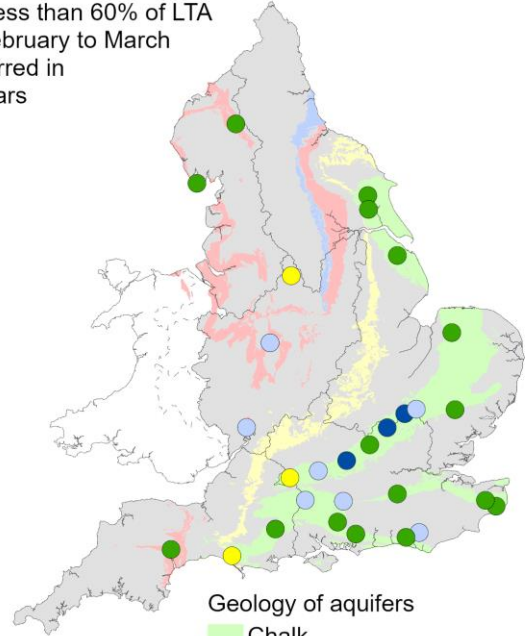 ess than 60% of LTA
ebruary to March
rred in
ars
Geology of aquifers
Chalk